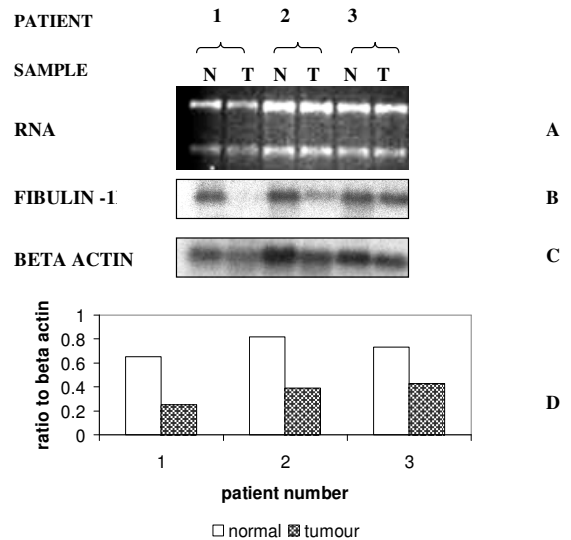 PATIENT 1 2 3
SAMPLE N T N T N T
RNA A
FIBULIN -1 B
BETA ACTIN C
ratio to beta actin
1
0.8
0.6
0.4
0.2
0
D
1 2 3
patient number
normal tumour